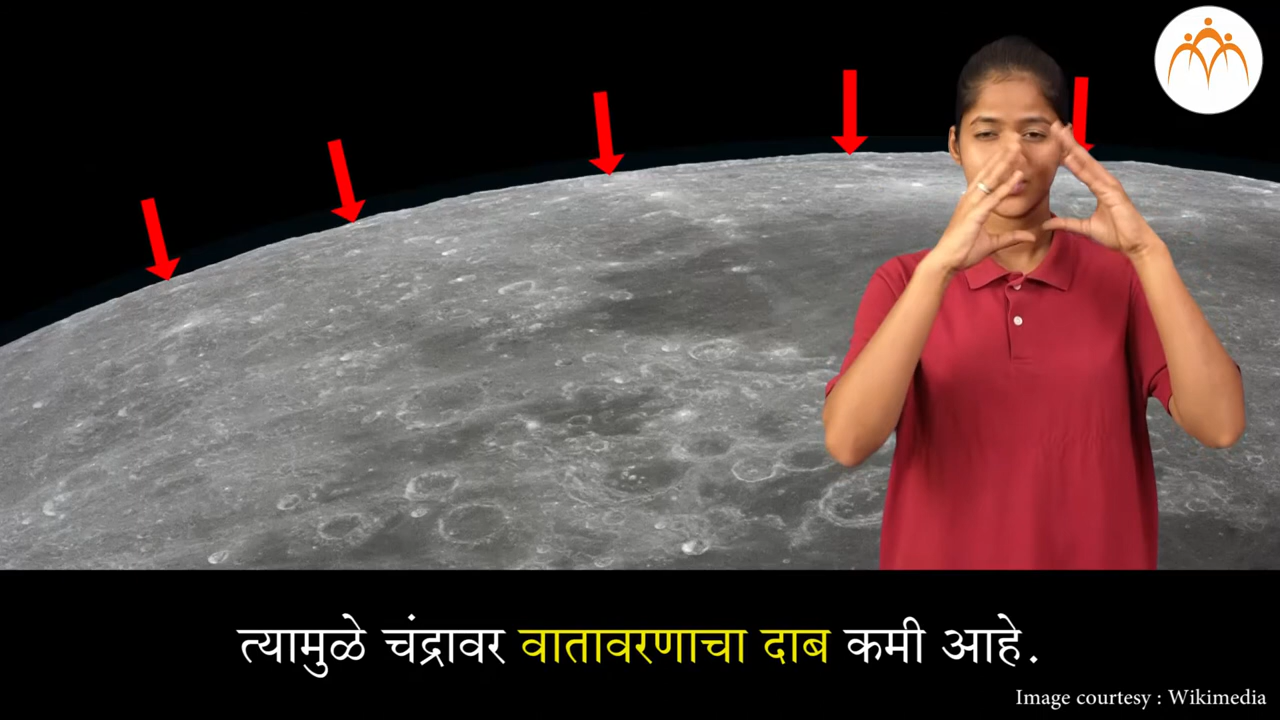 त्यामुळे चंद्रावर वातावरणाचा दाब कमी आहे.
Image courtesy : Wikimedia